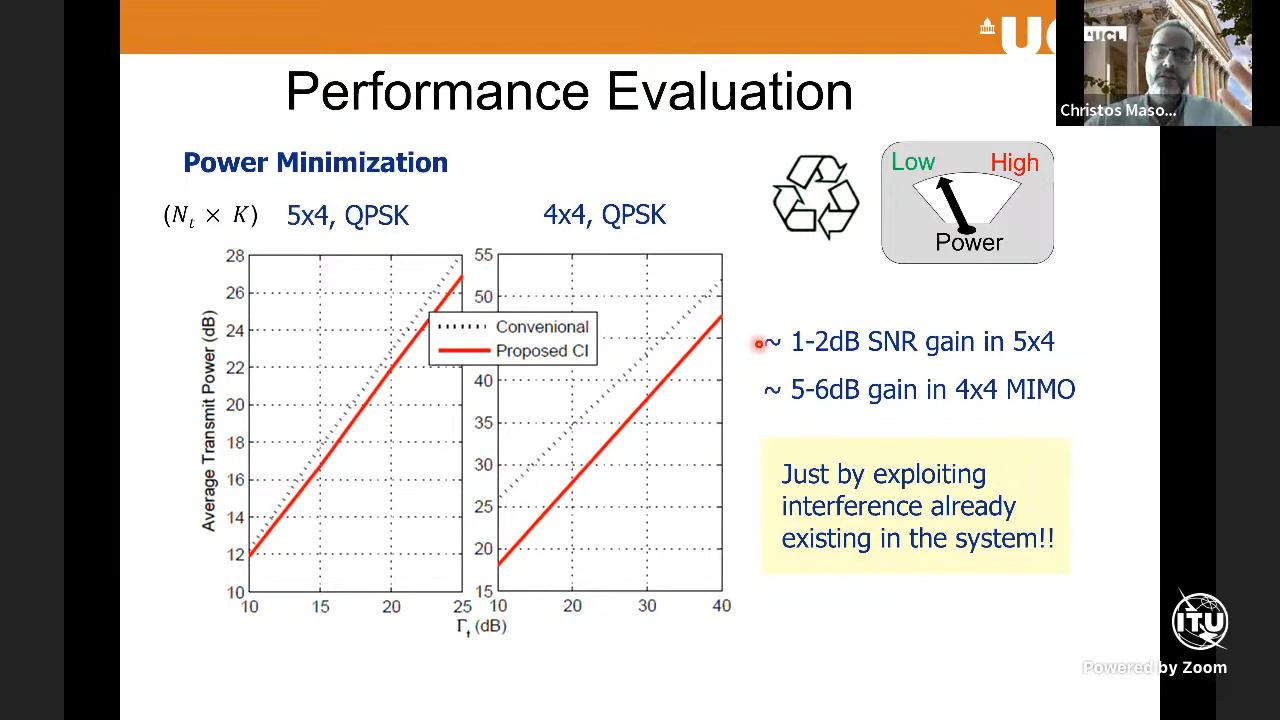 UCL
Christos Maso...
Performance Evaluation
Power Minimization
(Nt × K) 5x4, QPSK
4x4, QPSK
Low High
Power
28
26
24
22
20
18
16
14
12
10
Average Transmit Power (dB)
10 15 20 25
55
50
40
35
30
25
20
15
10 20 30 40
Γt (dB)
Convenional
Proposed CI
~ 1-2dB SNR gain in 5x4
~ 5-6dB gain in 4x4 MIMO
Just by exploiting
interference already
existing in the system!!
ITU
Powered by Zoom